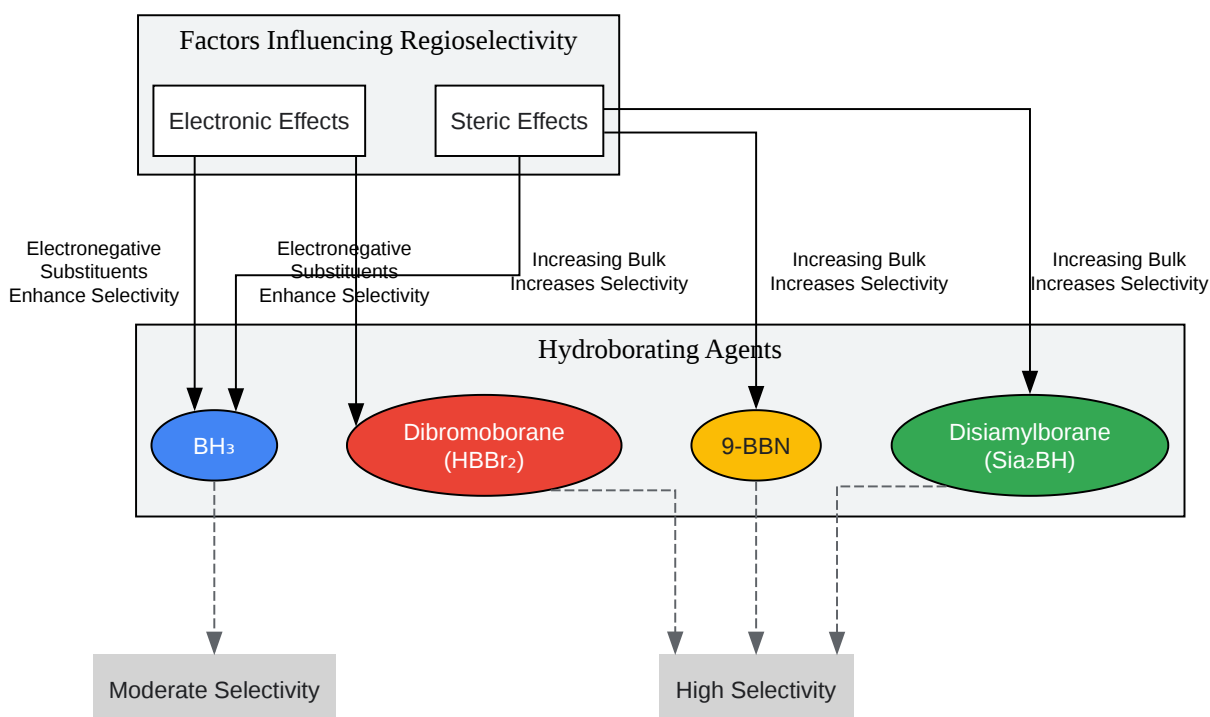 Factors Influencing Regioselectivity
Electronic Effects
Steric Effects
Electronegative
Substituents
Enhance Selectivity
Electronegative
Substituents
Enhance Selectivity
Increasing Bulk
Increases Selectivity
Increasing Bulk
Increases Selectivity
Increasing Bulk
Increases Selectivity
Hydroborating Agents
BH₃
Dibromoborane
(HBBr₂)
9-BBN
Disiamylborane
(Sia₂BH)
Moderate Selectivity
High Selectivity